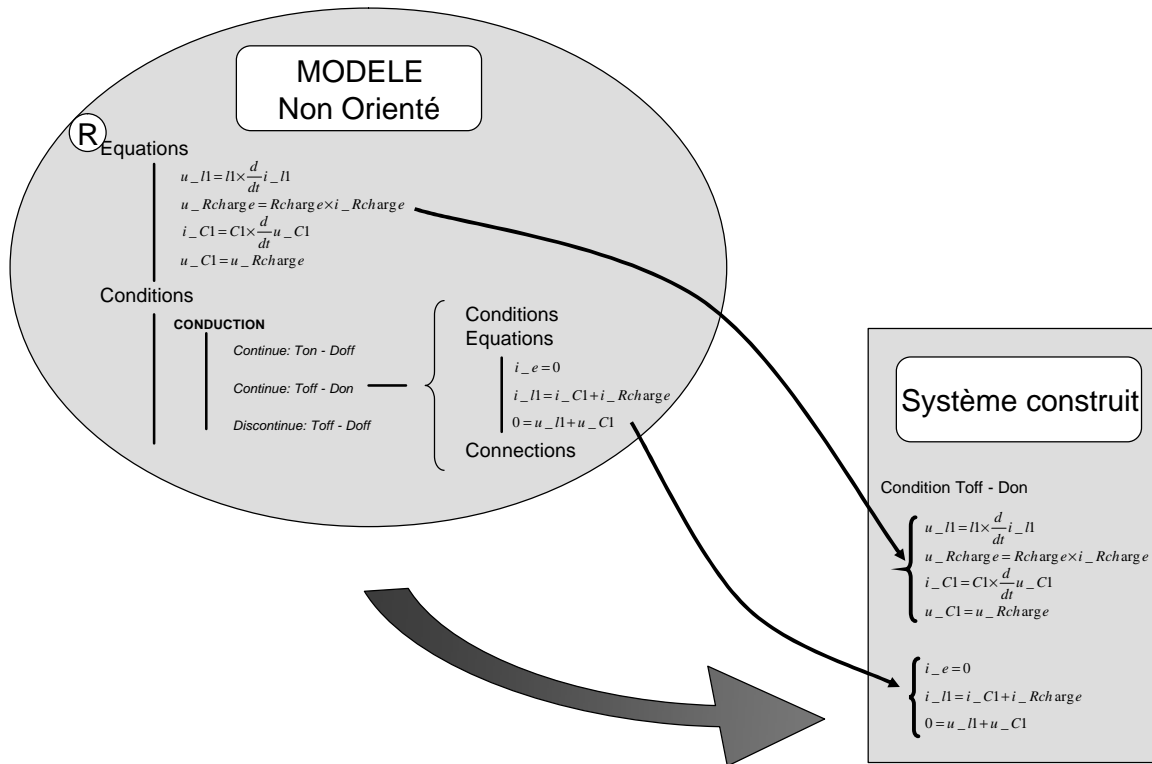 MODELE
Non Orienté
R
Equations
u_l1=l1×d/dt i_l1
u_Rcharge=Rcharge×i_Rcharge
i_C1=C1×d/dt u_C1
u_C1=u_Rcharge
Conditions
CONDUCTION
Continue: Ton - Doff
Continue: Toff - Don
Discontinue: Toff - Doff
Conditions
Equations
i_e=0
i_l1=i_C1+i_Rcharge
0=u_l1+u_C1
Connections
Système construit
Condition Toff - Don
u_l1=l1×d/dt i_l1
u_Rcharge=Rcharge×i_Rcharge
i_C1=C1×d/dt u_C1
u_C1=u_Rcharge
i_e=0
i_l1=i_C1+i_Rcharge
0=u_l1+u_C1